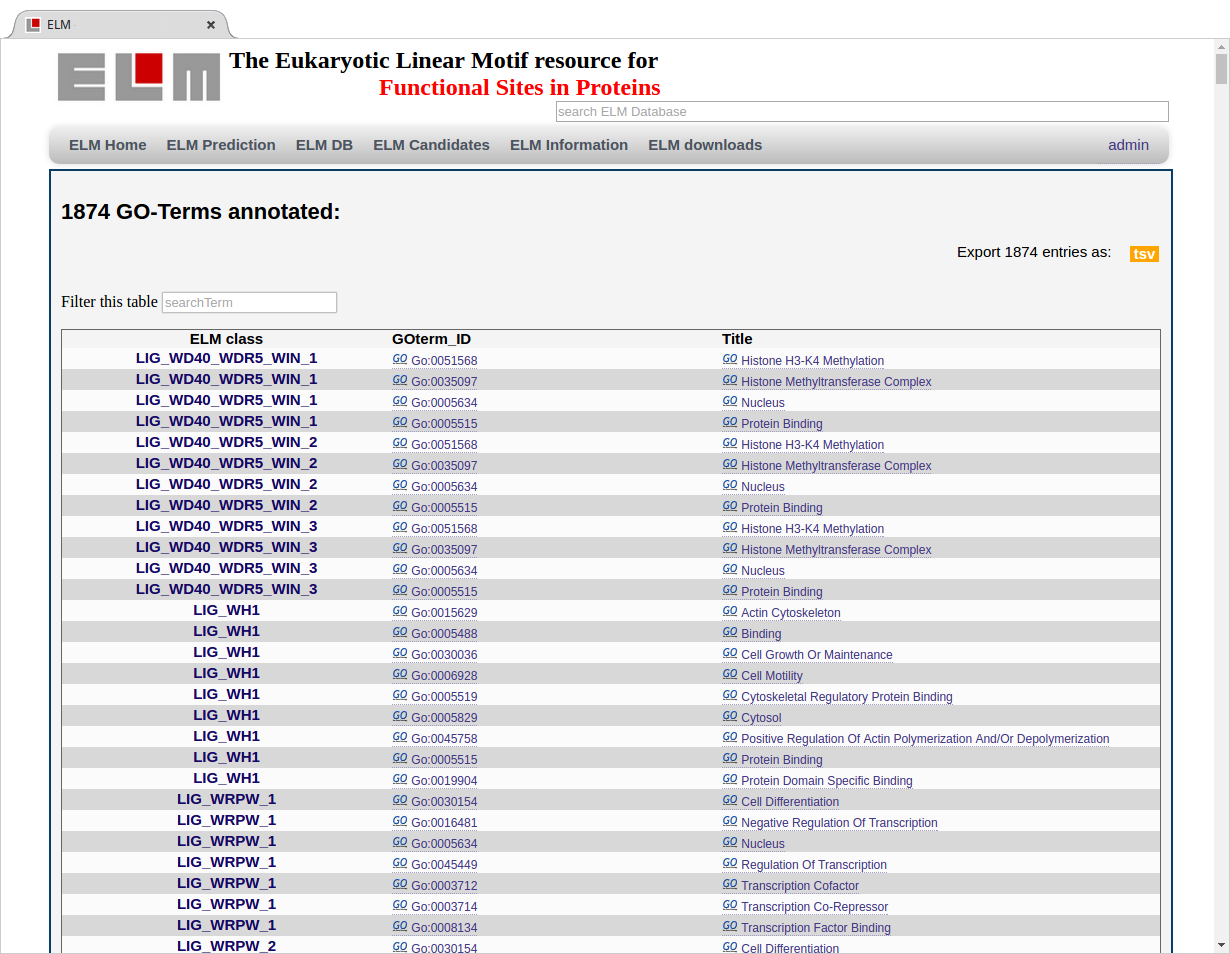 ELM
ELM
The Eukaryotic Linear Motif resource for
Functional Sites in Proteins
search ELM Database
ELM Home ELM Prediction ELM DB ELM Candidates ELM Information ELM downloads admin
1874 GO-Terms annotated:
Export 1874 entries as: tsv
Filter this table searchTerm
ELM class GOterm_ID Title
LIG_WD40_WDR5_WIN_1 GO Go:0051568 GO Histone H3-K4 Methylation
LIG_WD40_WDR5_WIN_1 GO Go:0035097 GO Histone Methyltransferase Complex
LIG_WD40_WDR5_WIN_1 GO Go:0005634 GO Nucleus
LIG_WD40_WDR5_WIN_1 GO Go:0005515 GO Protein Binding
LIG_WD40_WDR5_WIN_2 GO Go:0051568 GO Histone H3-K4 Methylation
LIG_WD40_WDR5_WIN_2 GO Go:0035097 GO Histone Methyltransferase Complex
LIG_WD40_WDR5_WIN_2 GO Go:0005634 GO Nucleus
LIG_WD40_WDR5_WIN_2 GO Go:0005515 GO Protein Binding
LIG_WD40_WDR5_WIN_3 GO Go:0051568 GO Histone H3-K4 Methylation
LIG_WD40_WDR5_WIN_3 GO Go:0035097 GO Histone Methyltransferase Complex
LIG_WD40_WDR5_WIN_3 GO Go:0005634 GO Nucleus
LIG_WD40_WDR5_WIN_3 GO Go:0005515 GO Protein Binding
LIG_WH1 GO Go:0015629 GO Actin Cytoskeleton
LIG_WH1 GO Go:0005488 GO Binding
LIG_WH1 GO Go:0030036 GO Cell Growth Or Maintenance
LIG_WH1 GO Go:0006928 GO Cell Motility
LIG_WH1 GO Go:0005519 GO Cytoskeletal Regulatory Protein Binding
LIG_WH1 GO Go:0005829 GO Cytosol
LIG_WH1 GO Go:0045758 GO Positive Regulation Of Actin Polymerization And/Or Depolymerization
LIG_WH1 GO Go:0005515 GO Protein Binding
LIG_WH1 GO Go:0019904 GO Protein Domain Specific Binding
LIG_WRPW_1 GO Go:0030154 GO Cell Differentiation
LIG_WRPW_1 GO Go:0016481 GO Negative Regulation Of Transcription
LIG_WRPW_1 GO Go:0005634 GO Nucleus
LIG_WRPW_1 GO Go:0045449 GO Regulation Of Transcription
LIG_WRPW_1 GO Go:0003712 GO Transcription Cofactor
LIG_WRPW_1 GO Go:0003714 GO Transcription Co-Repressor
LIG_WRPW_1 GO Go:0008134 GO Transcription Factor Binding
LIG_WRPW_2 GO Go:0030154 GO Cell Differentiation